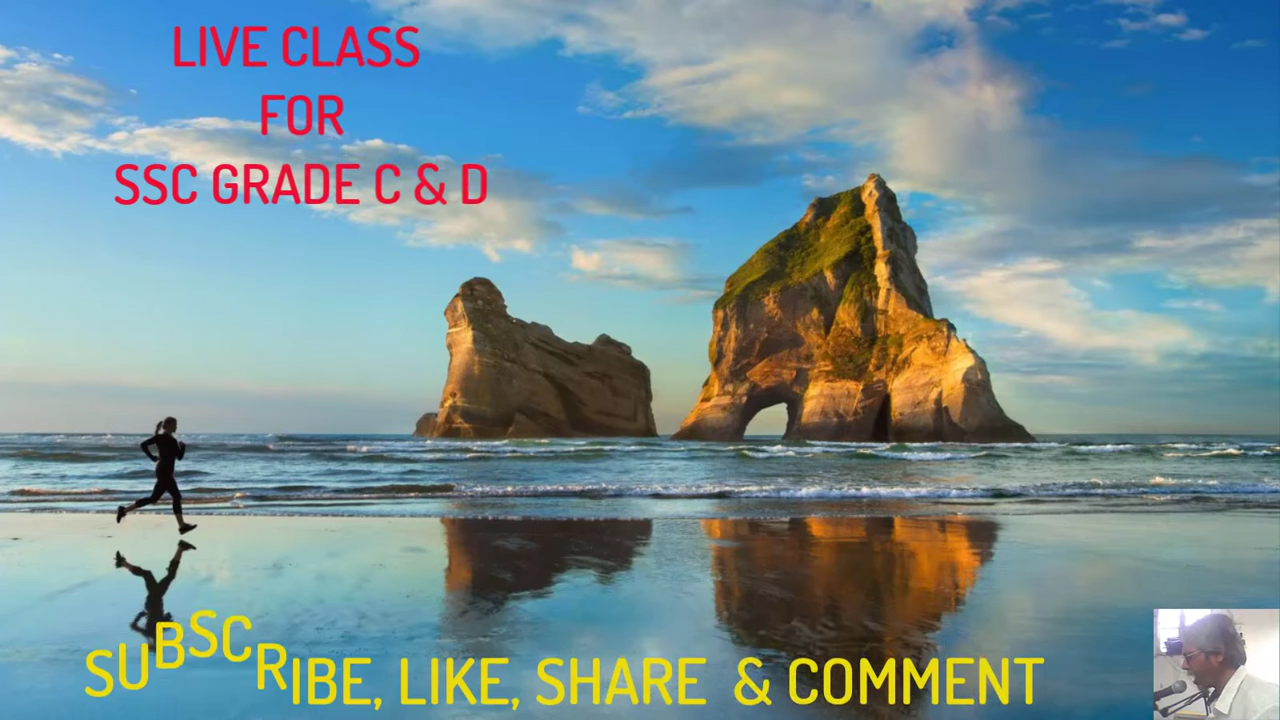 LIVE CLASS
FOR
SSC GRADE C & D
SUBSCRIBE, LIKE, SHARE & COMMENT